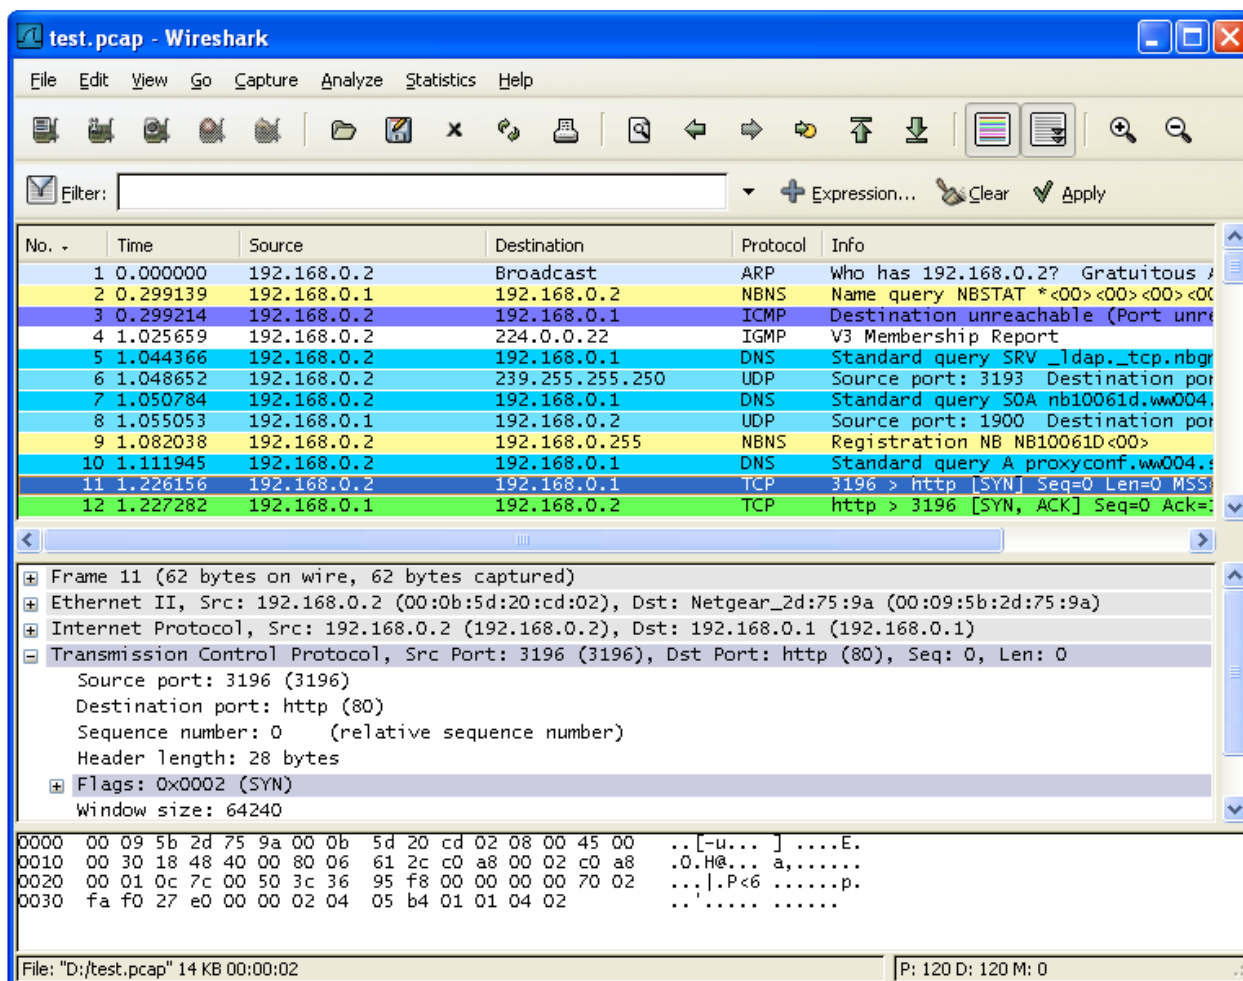 test.pcap - Wireshark
File Edit View Go Capture Analyze Statistics Help
Filter: Expression... Clear Apply
No. Time Source Destination Protocol Info
1 0.000000 192.168.0.2 Broadcast ARP Who has 192.168.0.2? Gratuitous
2 0.299139 192.168.0.1 192.168.0.2 NBNS Name query NBSTAT *<00><00><00><00
3 0.299214 192.168.0.2 192.168.0.1 ICMP Destination unreachable (Port unre
4 1.025659 192.168.0.2 224.0.0.22 IGMP V3 Membership Report
5 1.044366 192.168.0.2 192.168.0.1 DNS Standard query SRV _ldap._tcp.nbgr
6 1.048652 192.168.0.2 239.255.255.250 UDP Source port: 3193 Destination por
7 1.050784 192.168.0.2 192.168.0.1 DNS Standard query SOA nb10061d.ww004.
8 1.055053 192.168.0.1 192.168.0.2 UDP Source port: 1900 Destination por
9 1.082038 192.168.0.2 192.168.0.255 NBNS Registration NB NB10061D<00>
10 1.111945 192.168.0.2 192.168.0.1 DNS Standard query A proxyconf.ww004.s
11 1.226156 192.168.0.2 192.168.0.1 TCP 3196 > http [SYN] Seq=0 Len=0 MSS
12 1.227282 192.168.0.1 192.168.0.2 TCP http > 3196 [SYN, ACK] Seq=0 Ack=1
Frame 11 (62 bytes on wire, 62 bytes captured)
Ethernet II, Src: 192.168.0.2 (00:0b:5d:20:cd:02), Dst: Netgear_2d:75:9a (00:09:5b:2d:75:9a)
Internet Protocol, Src: 192.168.0.2 (192.168.0.2), Dst: 192.168.0.1 (192.168.0.1)
Transmission Control Protocol, Src Port: 3196 (3196), Dst Port: http (80), Seq: 0, Len: 0
Source port: 3196 (3196)
Destination port: http (80)
Sequence number: 0 (relative sequence number)
Header length: 28 bytes
Flags: 0x0002 (SYN)
Window size: 64240
0000 00 09 5b 2d 75 9a 00 0b 5d 20 cd 02 08 00 45 00 ..[-u... ] ....E.
0010 00 30 18 48 40 00 80 06 61 2c c0 a8 00 02 c0 a8 .0.H@... a,......
0020 00 01 0c 7c 00 50 3c 36 95 f8 00 00 00 00 70 02 ...|.P<6 ......p.
0030 fa f0 27 e0 00 00 02 04 05 b4 01 01 04 02 ..'..... ......
File: "D:/test.pcap" 14 KB 00:00:02 P: 120 D: 120 M: 0